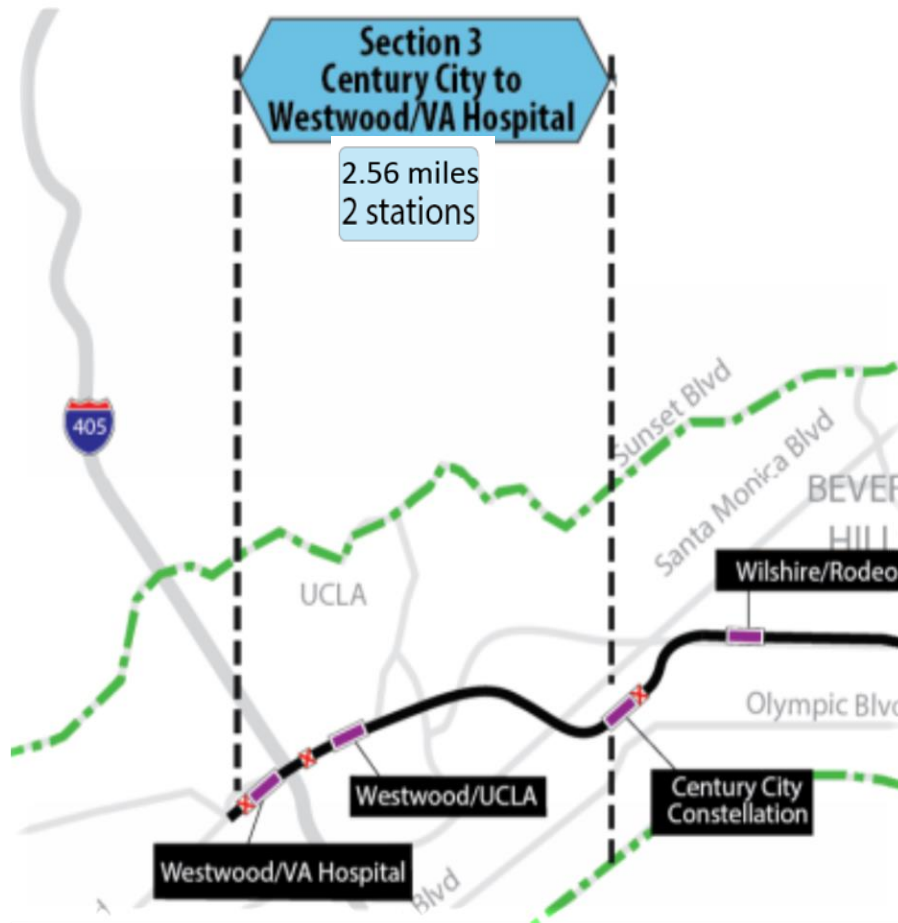 Section 3
Century City to
Westwood/VA Hospital
2.56 miles
2 stations
405
Sunset Blvd
Santa Monica Blvd
BEVER
HILL
Wilshire/Rodeo
UCLA
Olympic Blvd
Westwood/UCLA
Century City
Constellation
Westwood/VA Hospital
Blvd